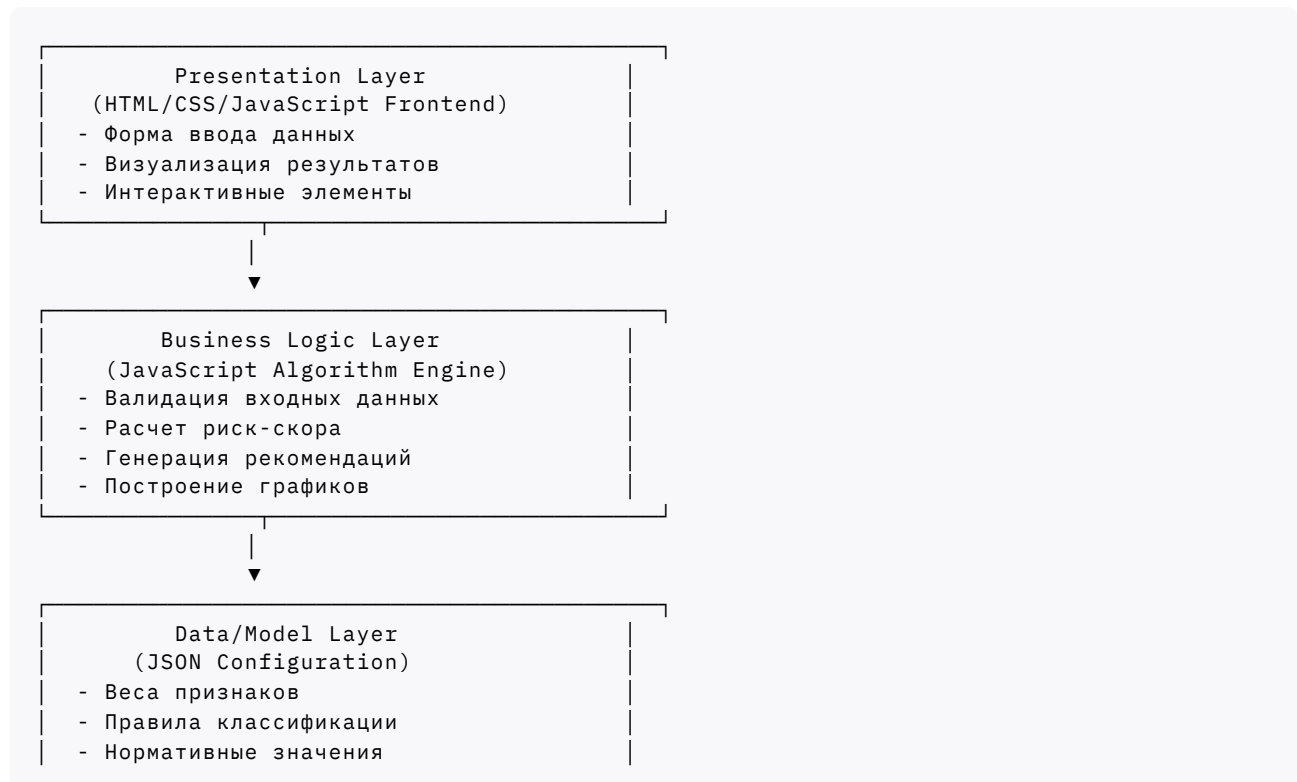 Presentation Layer
(HTML/CSS/JavaScript Frontend)
- Форма ввода данных
- Визуализация результатов
- Интерактивные элементы
Business Logic Layer
(JavaScript Algorithm Engine)
- Валидация входных данных
- Расчет риск-скора
- Генерация рекомендаций
- Построение графиков
Data/Model Layer
(JSON Configuration)
- Веса признаков
- Правила классификации
- Нормативные значения